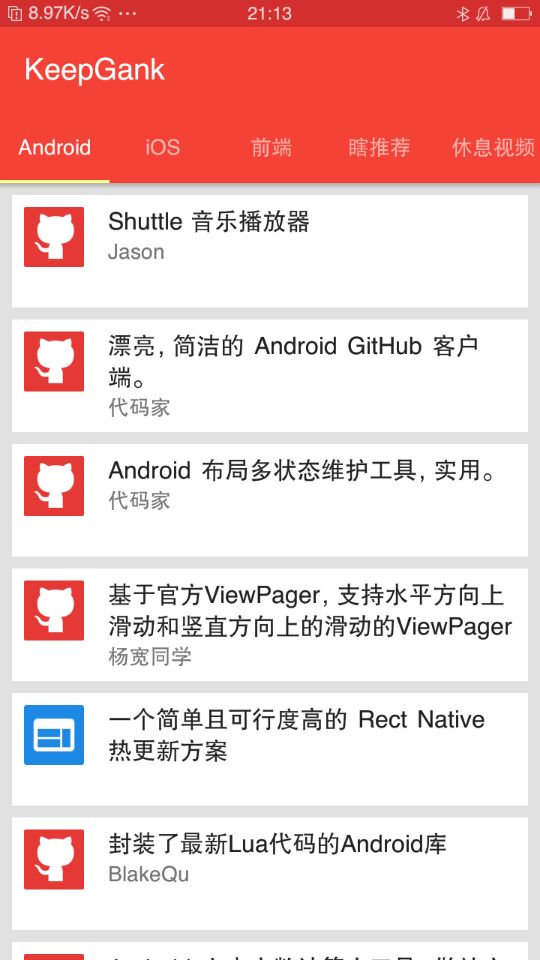 8.97K/s
21:13
KeepGank
Android iOS 前端 瞎推荐 休息视频
Shuttle 音乐播放器
Jason
漂亮, 简洁的 Android GitHub 客户
端。
代码家
Android 布局多状态维护工具, 实用。
代码家
基于官方ViewPager, 支持水平方向上
滑动和竖直方向上的滑动的ViewPager
杨宽同学
一个简单且可行度高的 Rect Native
热更新方案
封装了最新Lua代码的Android库
BlakeQu